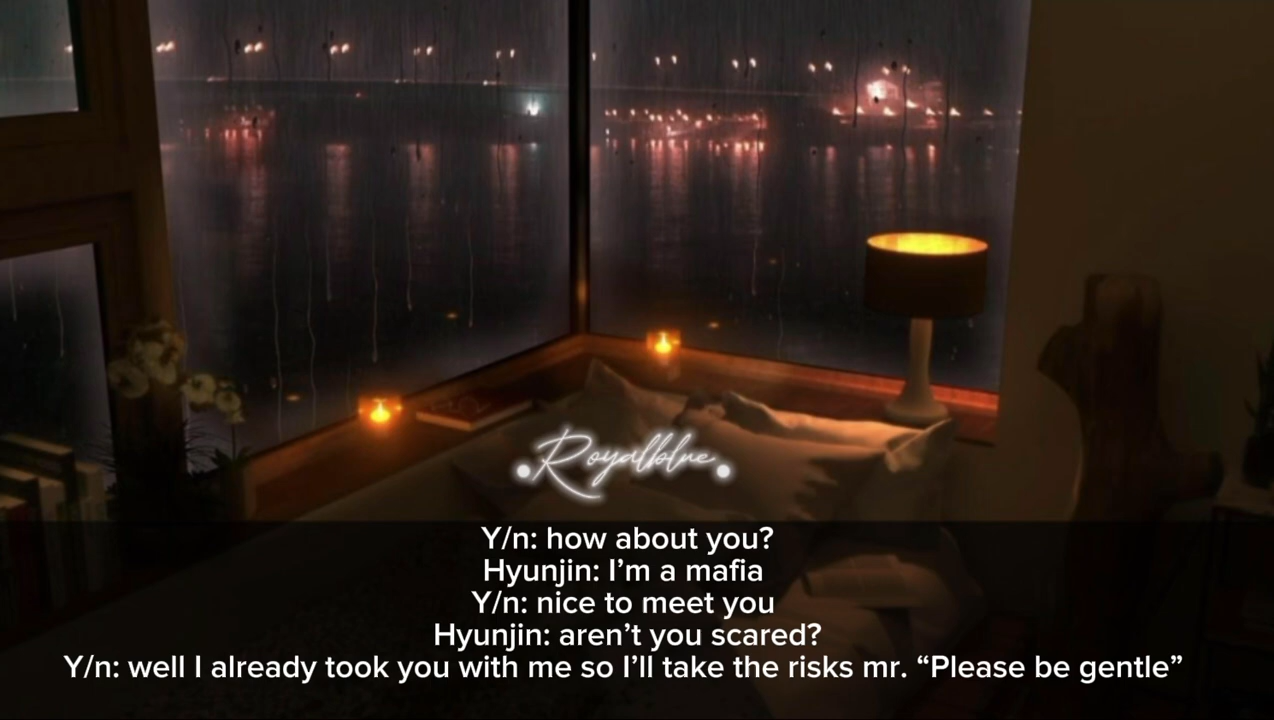 Royalblue
Y/n: how about you?
Hyunjin: I’m a mafia
Y/n: nice to meet you
Hyunjin: aren’t you scared?
Y/n: well I already took you with me so I’ll take the risks mr. “Please be gentle”